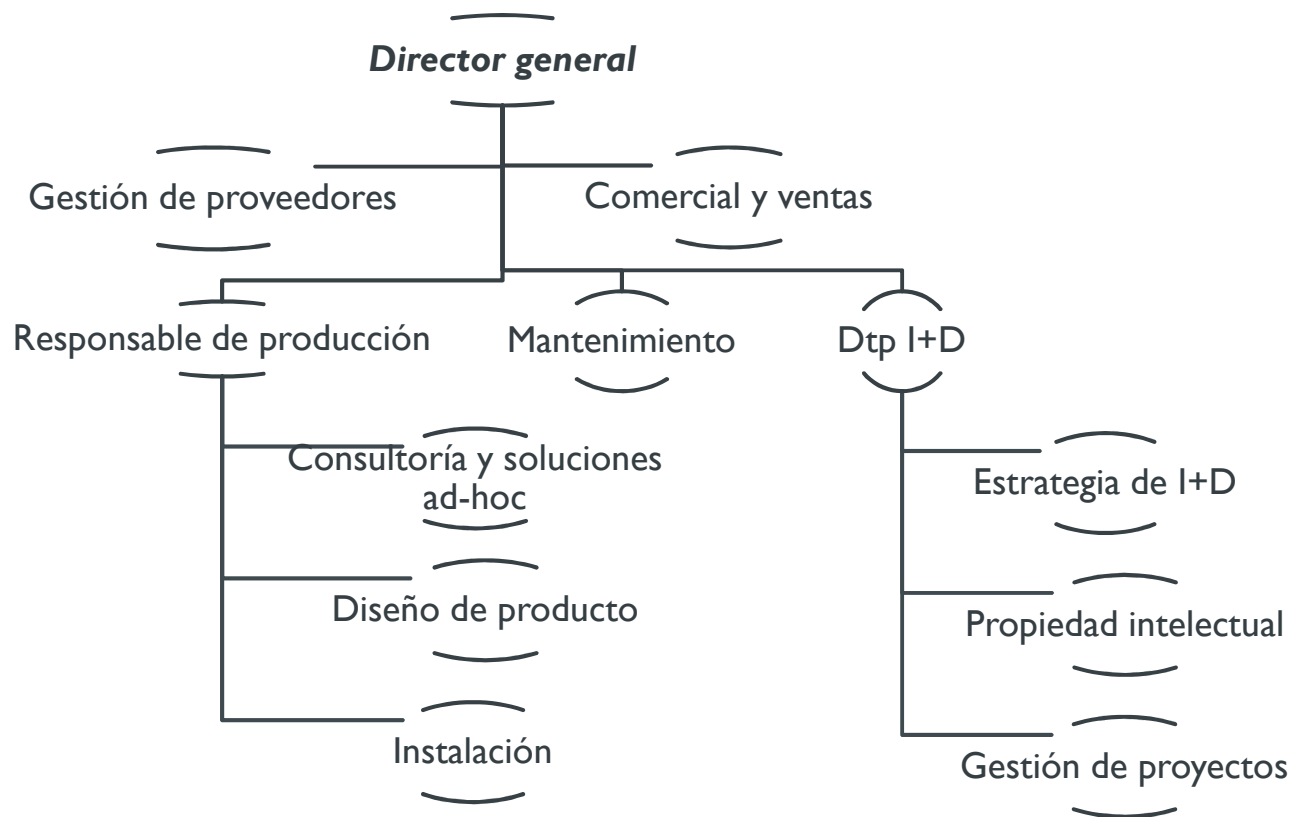 Director general
Gestión de proveedores
Comercial y ventas
Responsable de producción
Mantenimiento
Dtp I+D
Consultoría y soluciones
ad-hoc
Diseño de producto
Instalación
Estrategia de I+D
Propiedad intelectual
Gestión de proyectos